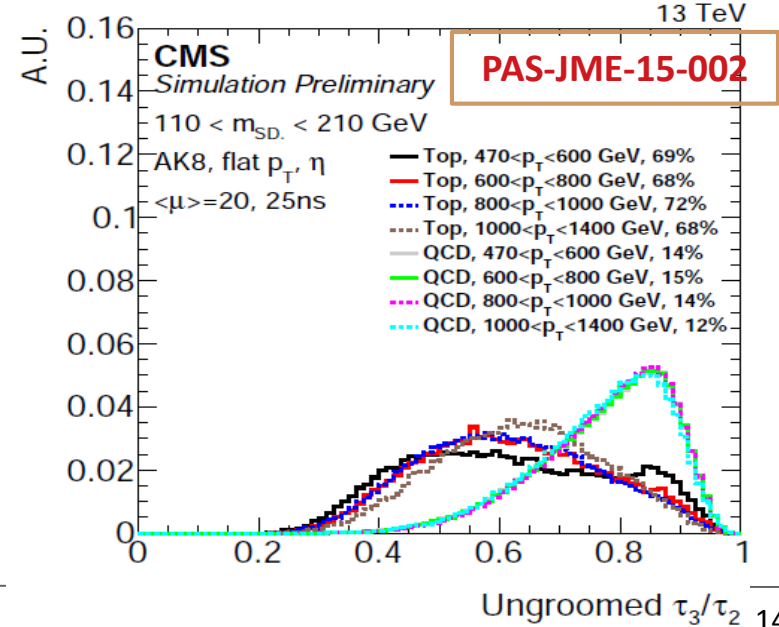 13 TeV
A.U.
0.16
0.14
0.12
0.1
0.08
0.06
0.04
0.02
0
CMS
Simulation Preliminary
PAS-JME-15-002
110 < m_SD. < 210 GeV
AK8, flat p_T, η
<μ>=20, 25ns
Top, 470<p_T<600 GeV, 69%
Top, 600<p_T<800 GeV, 68%
Top, 800<p_T<1000 GeV, 72%
Top, 1000<p_T<1400 GeV, 68%
QCD, 470<p_T<600 GeV, 14%
QCD, 600<p_T<800 GeV, 15%
QCD, 800<p_T<1000 GeV, 14%
QCD, 1000<p_T<1400 GeV, 12%
0 0.2 0.4 0.6 0.8 1
Ungroomed τ₃/τ₂
14